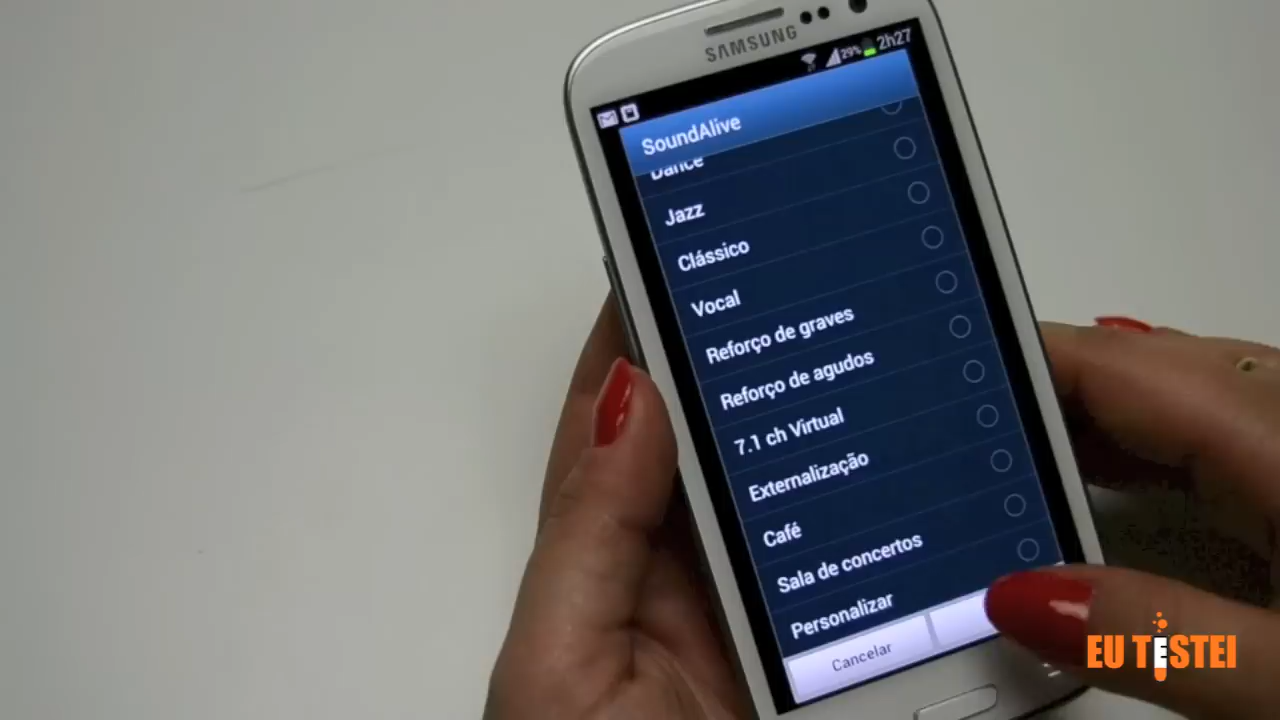 SAMSUNG
29% 2h27
SoundAlive
Dance
Jazz
Clássico
Vocal
Reforço de graves
Reforço de agudos
7.1 ch Virtual
Externalização
Café
Sala de concertos
Personalizar
Cancelar
EU TESTEI